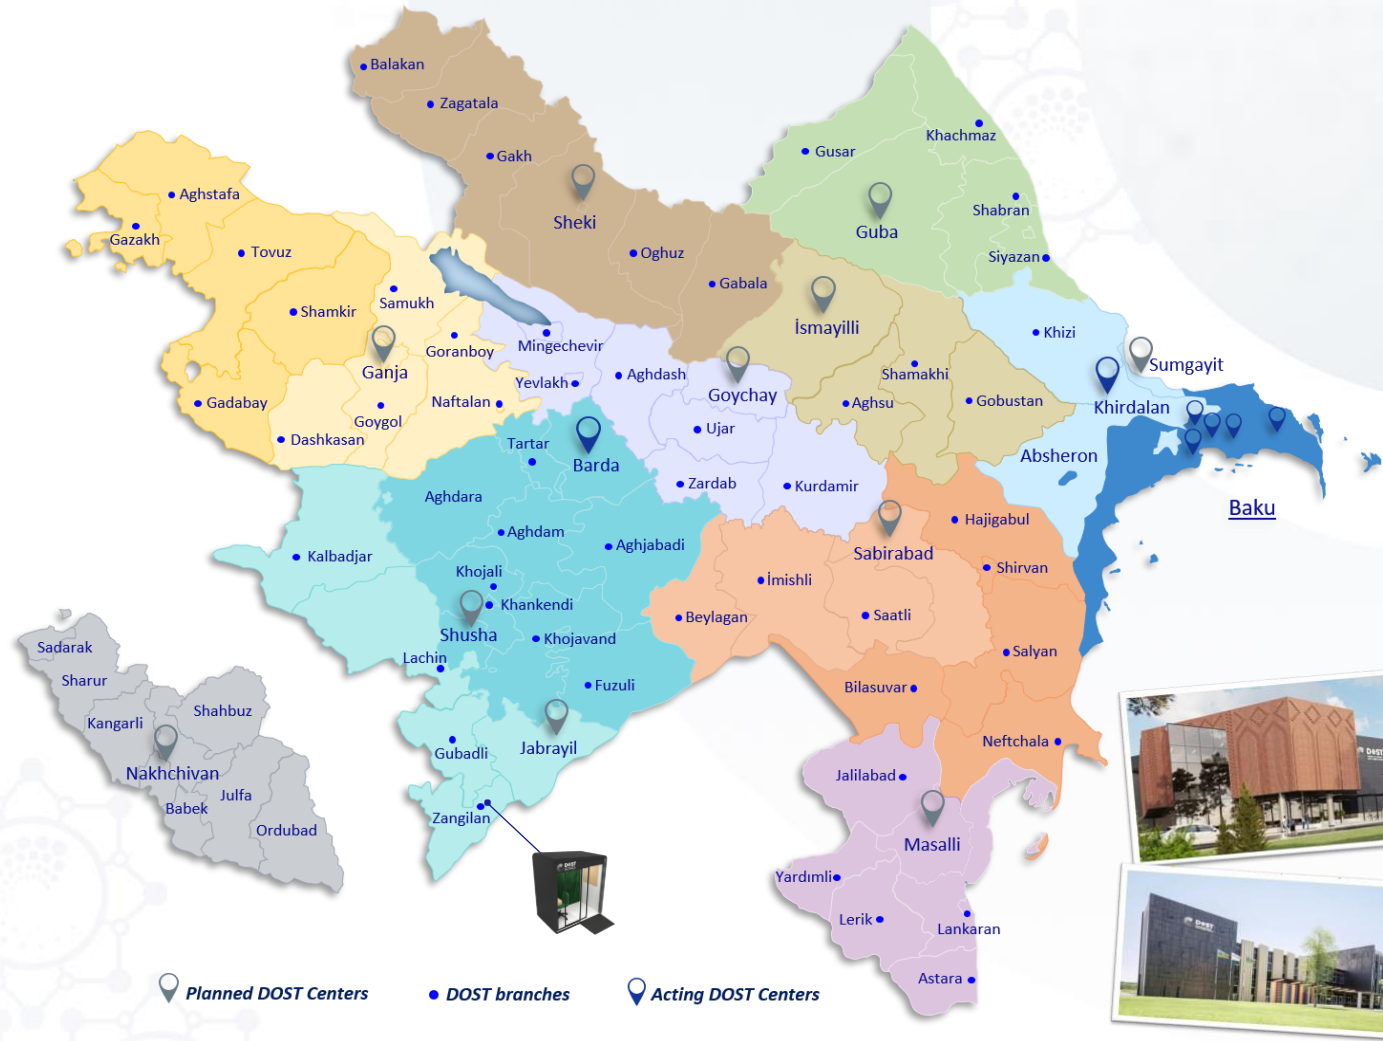 Balakan
Zagatala
Gakh
Sheki
Oghuz
Gabala
Gusar
Khachmaz
Shabran
Guba
Siyazan
Aghstafa
Gazakh
Tovuz
Shamkir
Samukh
Goranboy
Ganja
Gadabay
Goygol
Naftalan
Dashkasan
Mingechevir
Yevlakh
Aghdash
Goychay
Ujar
Zardab
Kurdamir
İsmayilli
Shamakhi
Aghsu
Gobustan
Khizi
Sumgayit
Khirdalan
Absheron
Baku
Tartar
Barda
Aghdara
Aghdam
Aghjabadi
Kalbadjar
Khojali
Khankendi
Shusha
Khojavand
Lachin
Fuzuli
Jabrayil
Gubadli
Zangilan
Hajigabul
Sabirabad
Shirvan
İmishli
Beylagan
Saatli
Salyan
Bilasuvar
Neftchala
Jalilabad
Masalli
Yardımli
Lerik
Lankaran
Astara
Sadarak
Sharur
Kangarli
Shahbuz
Nakhchivan
Babek
Julfa
Ordubad
DOST
DOST
DOST
Planned DOST Centers
DOST branches
Acting DOST Centers